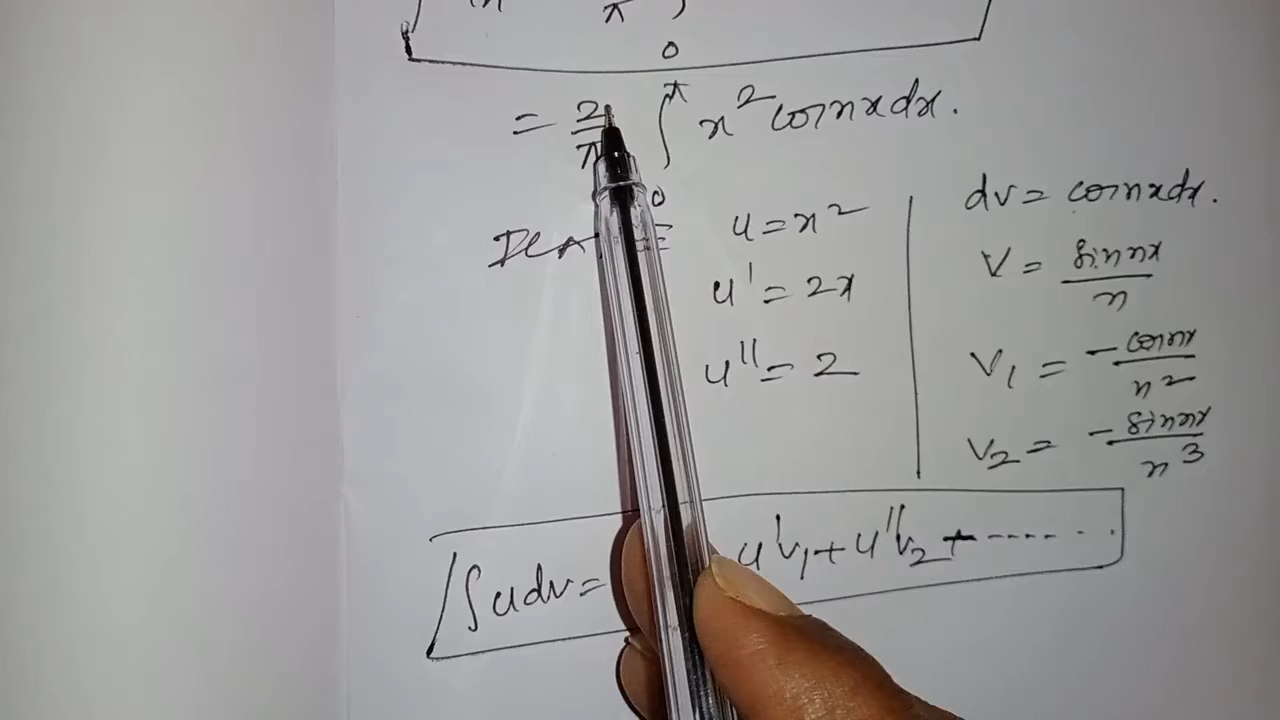 π
0
= 2/π ∫₀^π x² cos nx dx.
u = x²
dv = cos nx dx.
u' = 2x
v = sin nx / n
u'' = 2
v₁ = - cos nx / n²
v₂ = - sin nx / n³
∫ u dv = u'v₁ + u''v₂ + ........